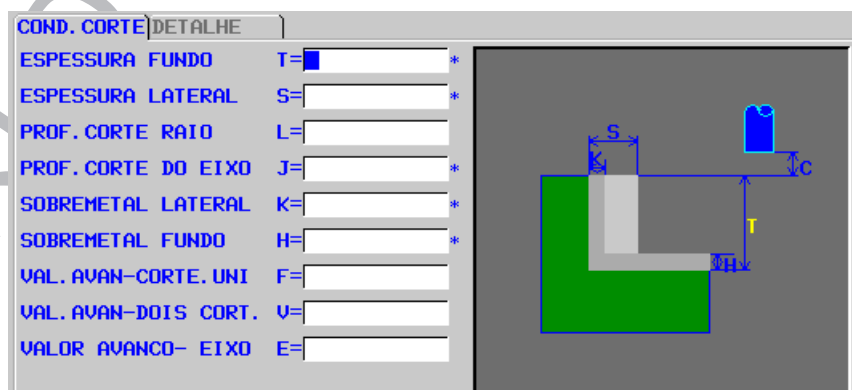 COND.CORTE DETALHE
ESPESSURA FUNDO T= *
ESPESSURA LATERAL S= *
PROF.CORTE RAIO L=
PROF.CORTE DO EIXO J= *
SOBREMETAL LATERAL K= *
SOBREMETAL FUNDO H= *
VAL.AVAN-CORTE.UNI F=
VAL.AVAN-DOIS CORT. V=
VALOR AVANCO- EIXO E=
S
K
C
T
H